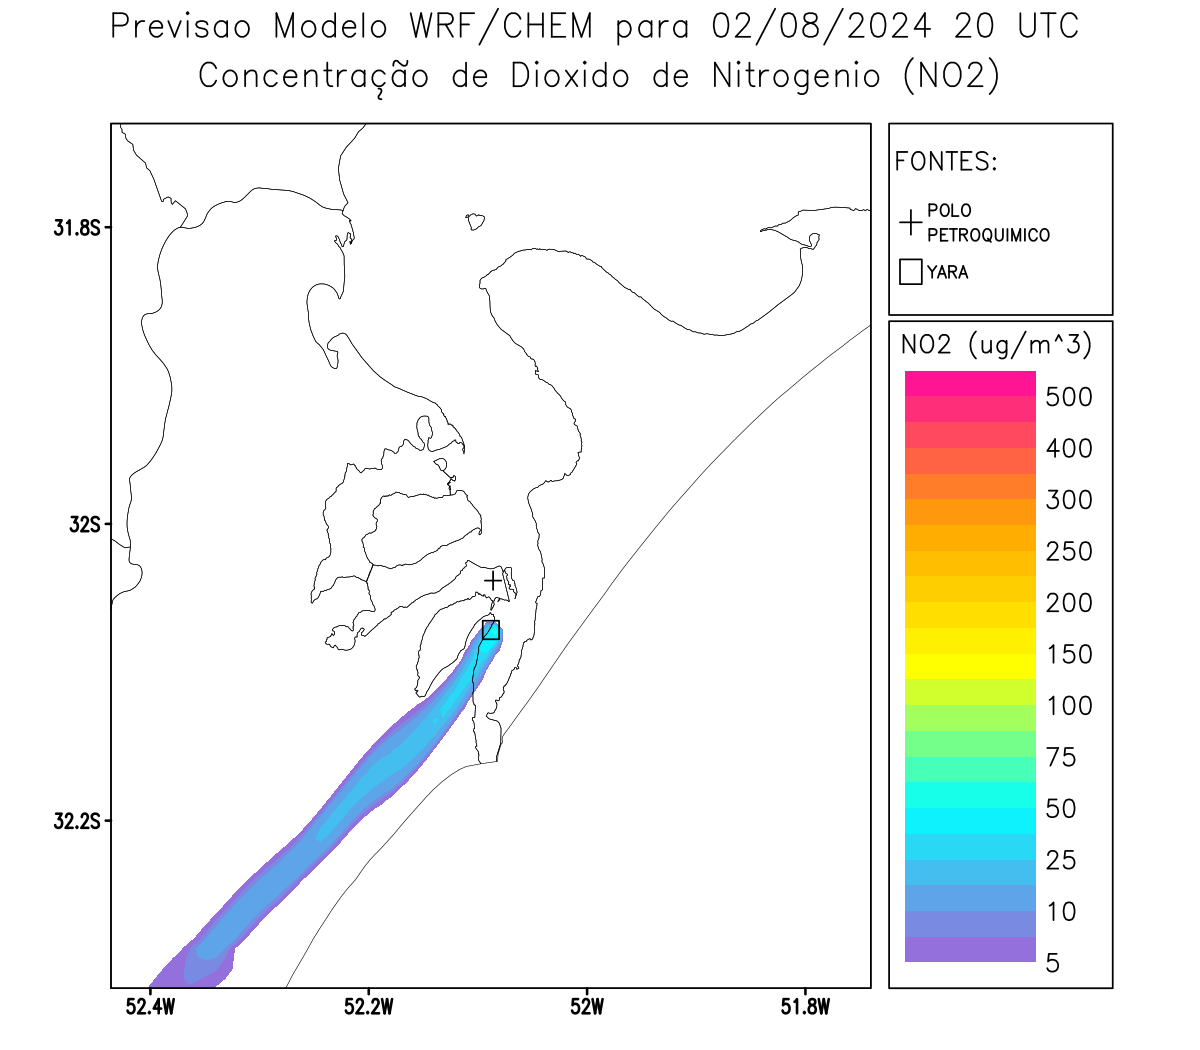 Previsao Modelo WRF/CHEM para 02/08/2024 20 UTC
Concentração de Dioxido de Nitrogenio (NO2)
FONTES:
POLO
PETROQUIMICO
YARA
NO2 (ug/m^3)
500
400
300
250
200
150
100
75
50
25
10
5
31.8S
32S
32.2S
52.4W
52.2W
52W
51.8W